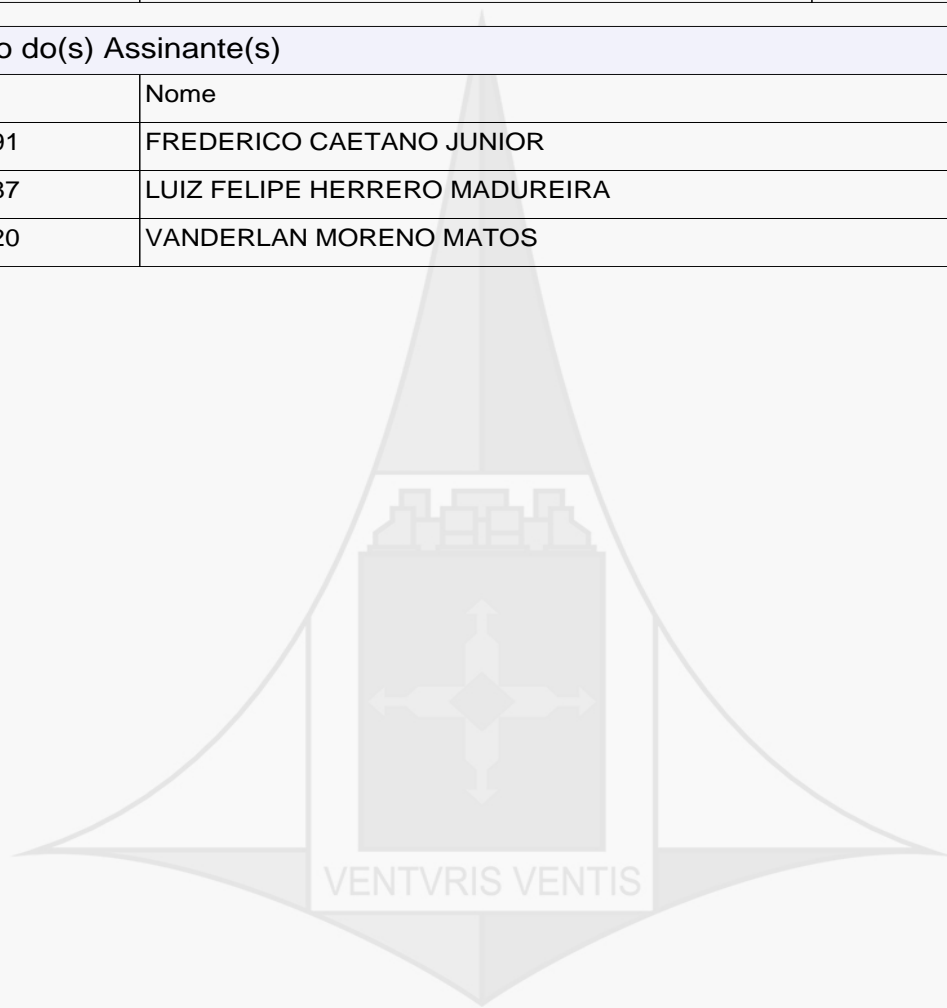 o do(s) Assinante(s)
Nome
91 FREDERICO CAETANO JUNIOR
37 LUIZ FELIPE HERRERO MADUREIRA
20 VANDERLAN MORENO MATOS
VENTVRIS VENTIS